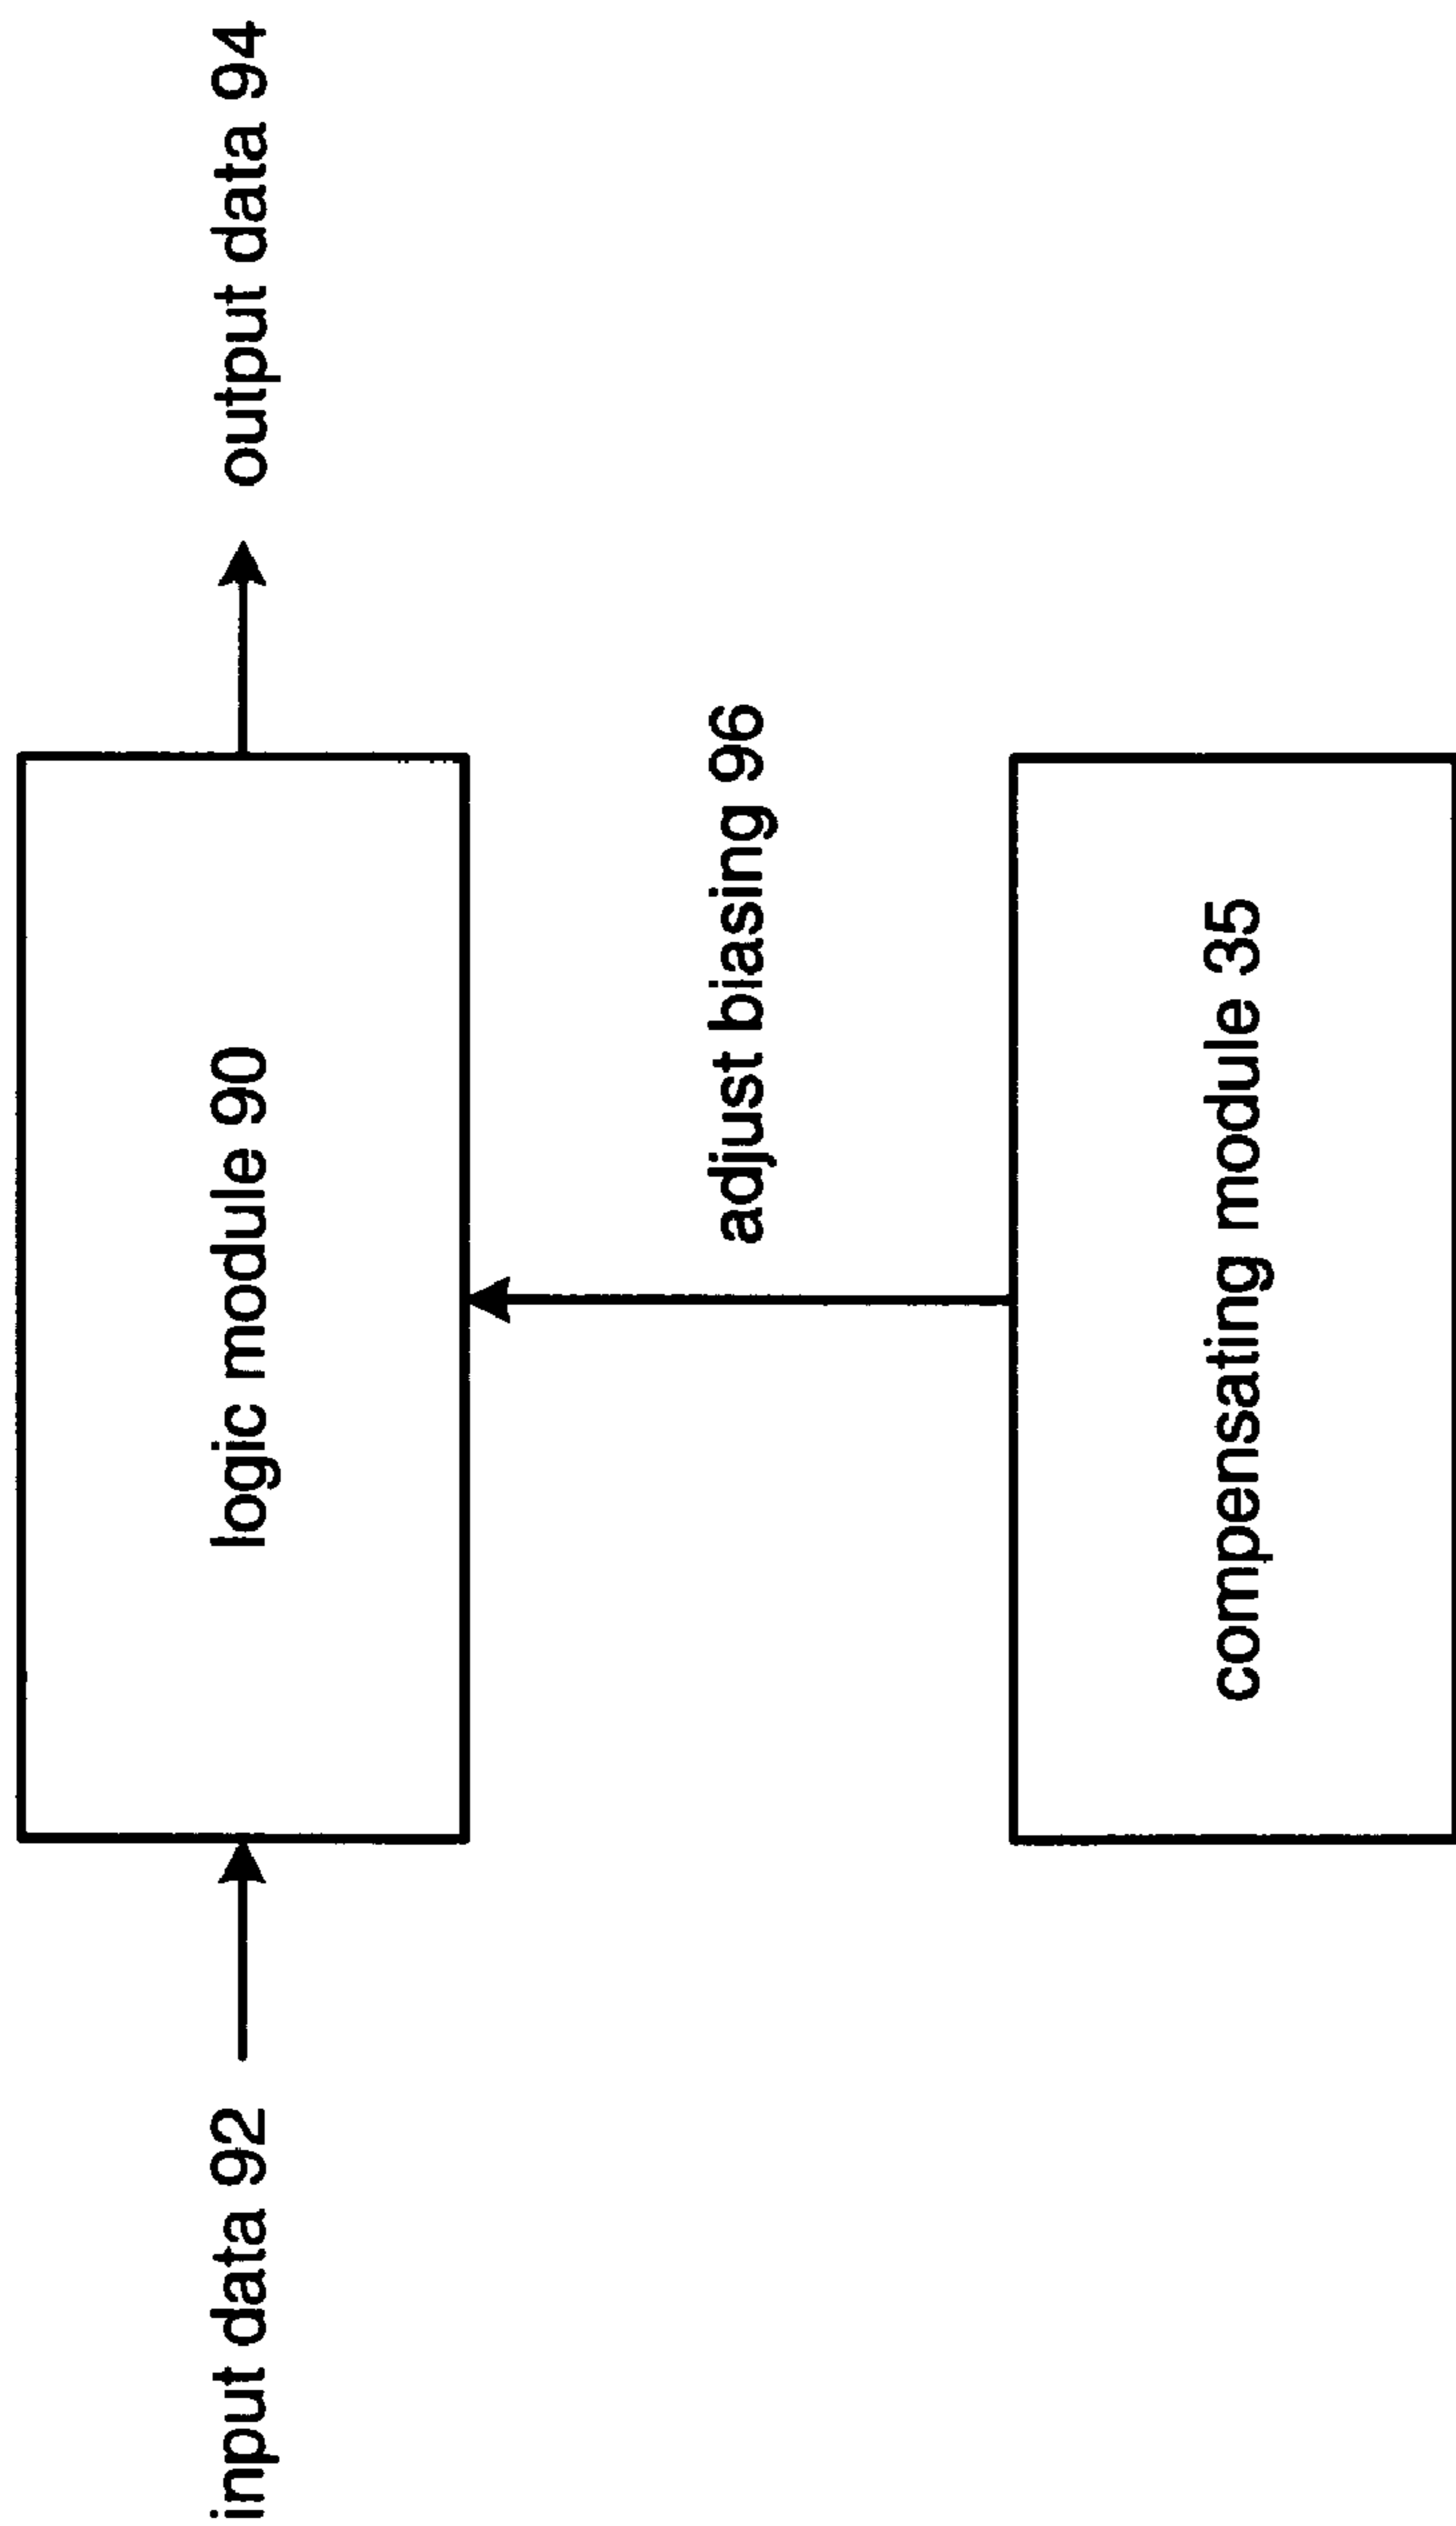 input data 92
logic module 90
output data 94
adjust biasing 96
compensating module 35